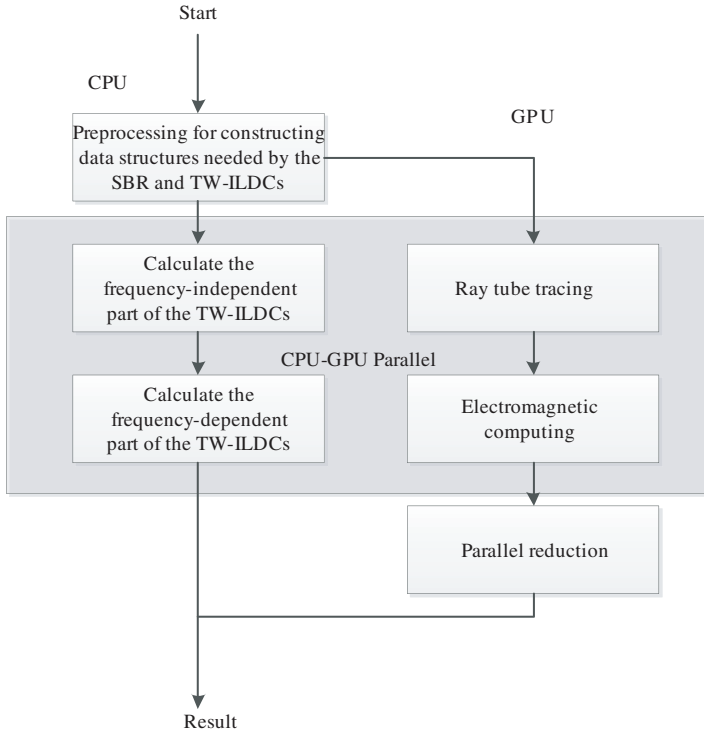 Start
CPU
GPU
Preprocessing for constructing
data structures needed by the
SBR and TW-ILDCs
Calculate the
frequency-independent
part of the TW-ILDCs
Ray tube tracing
CPU-GPU Parallel
Calculate the
frequency-dependent
part of the TW-ILDCs
Electromagnetic
computing
Parallel reduction
Result